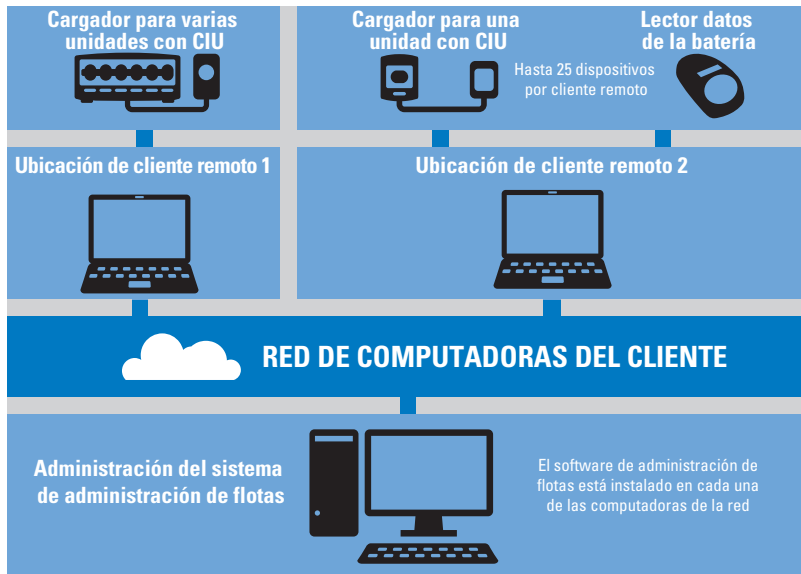 Cargador para varias
unidades con CIU
Cargador para una
unidad con CIU
Hasta 25 dispositivos
por cliente remoto
Lector datos
de la batería
Ubicación de cliente remoto 1
Ubicación de cliente remoto 2
RED DE COMPUTADORAS DEL CLIENTE
Administración del sistema
de administración de flotas
El software de administración de
flotas está instalado en cada una
de las computadoras de la red